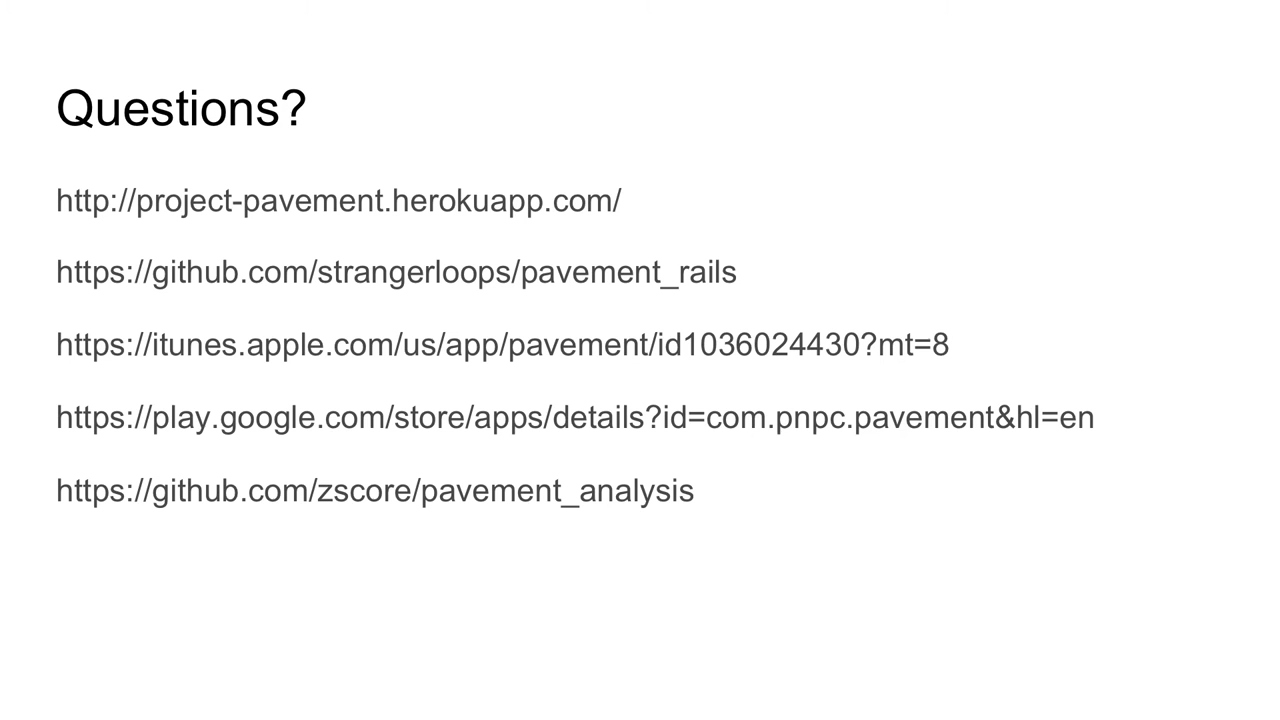 Questions?
http://project-pavement.herokuapp.com/
https://github.com/strangerloops/pavement_rails
https://itunes.apple.com/us/app/pavement/id1036024430?mt=8
https://play.google.com/store/apps/details?id=com.pnpc.pavement&hl=en
https://github.com/zscore/pavement_analysis